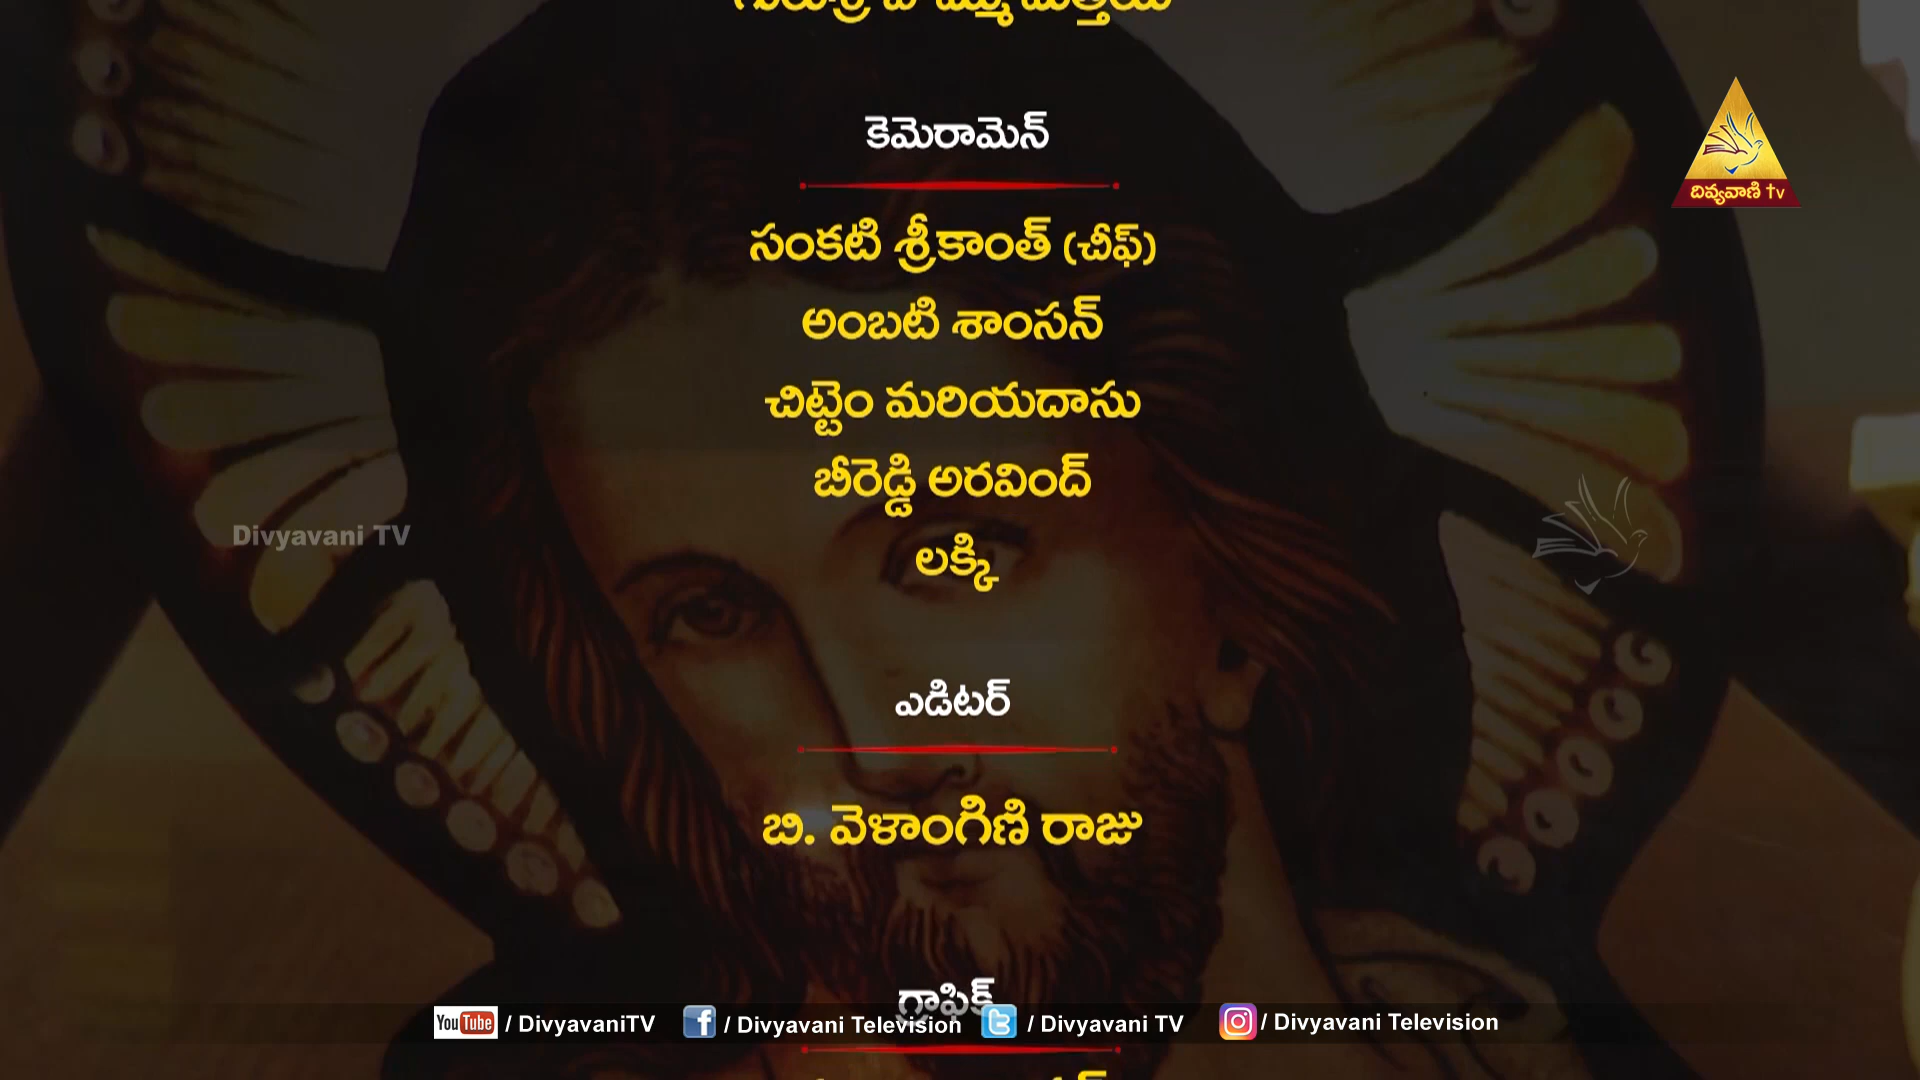 కెమెరామెన్
దివ్యవాణి tv
సంకటి శ్రీకాంత్ (చీఫ్)
అంబటి శాంసన్
చిట్టెం మరియదాసు
బీరెడ్డి అరవింద్
Divyavani TV
లక్కి
ఎడిటర్
బి. వెళాంగిణి రాజు
గ్రాఫిక్
YouTube / DivyavaniTV / Divyavani Television / Divyavani TV / Divyavani Television